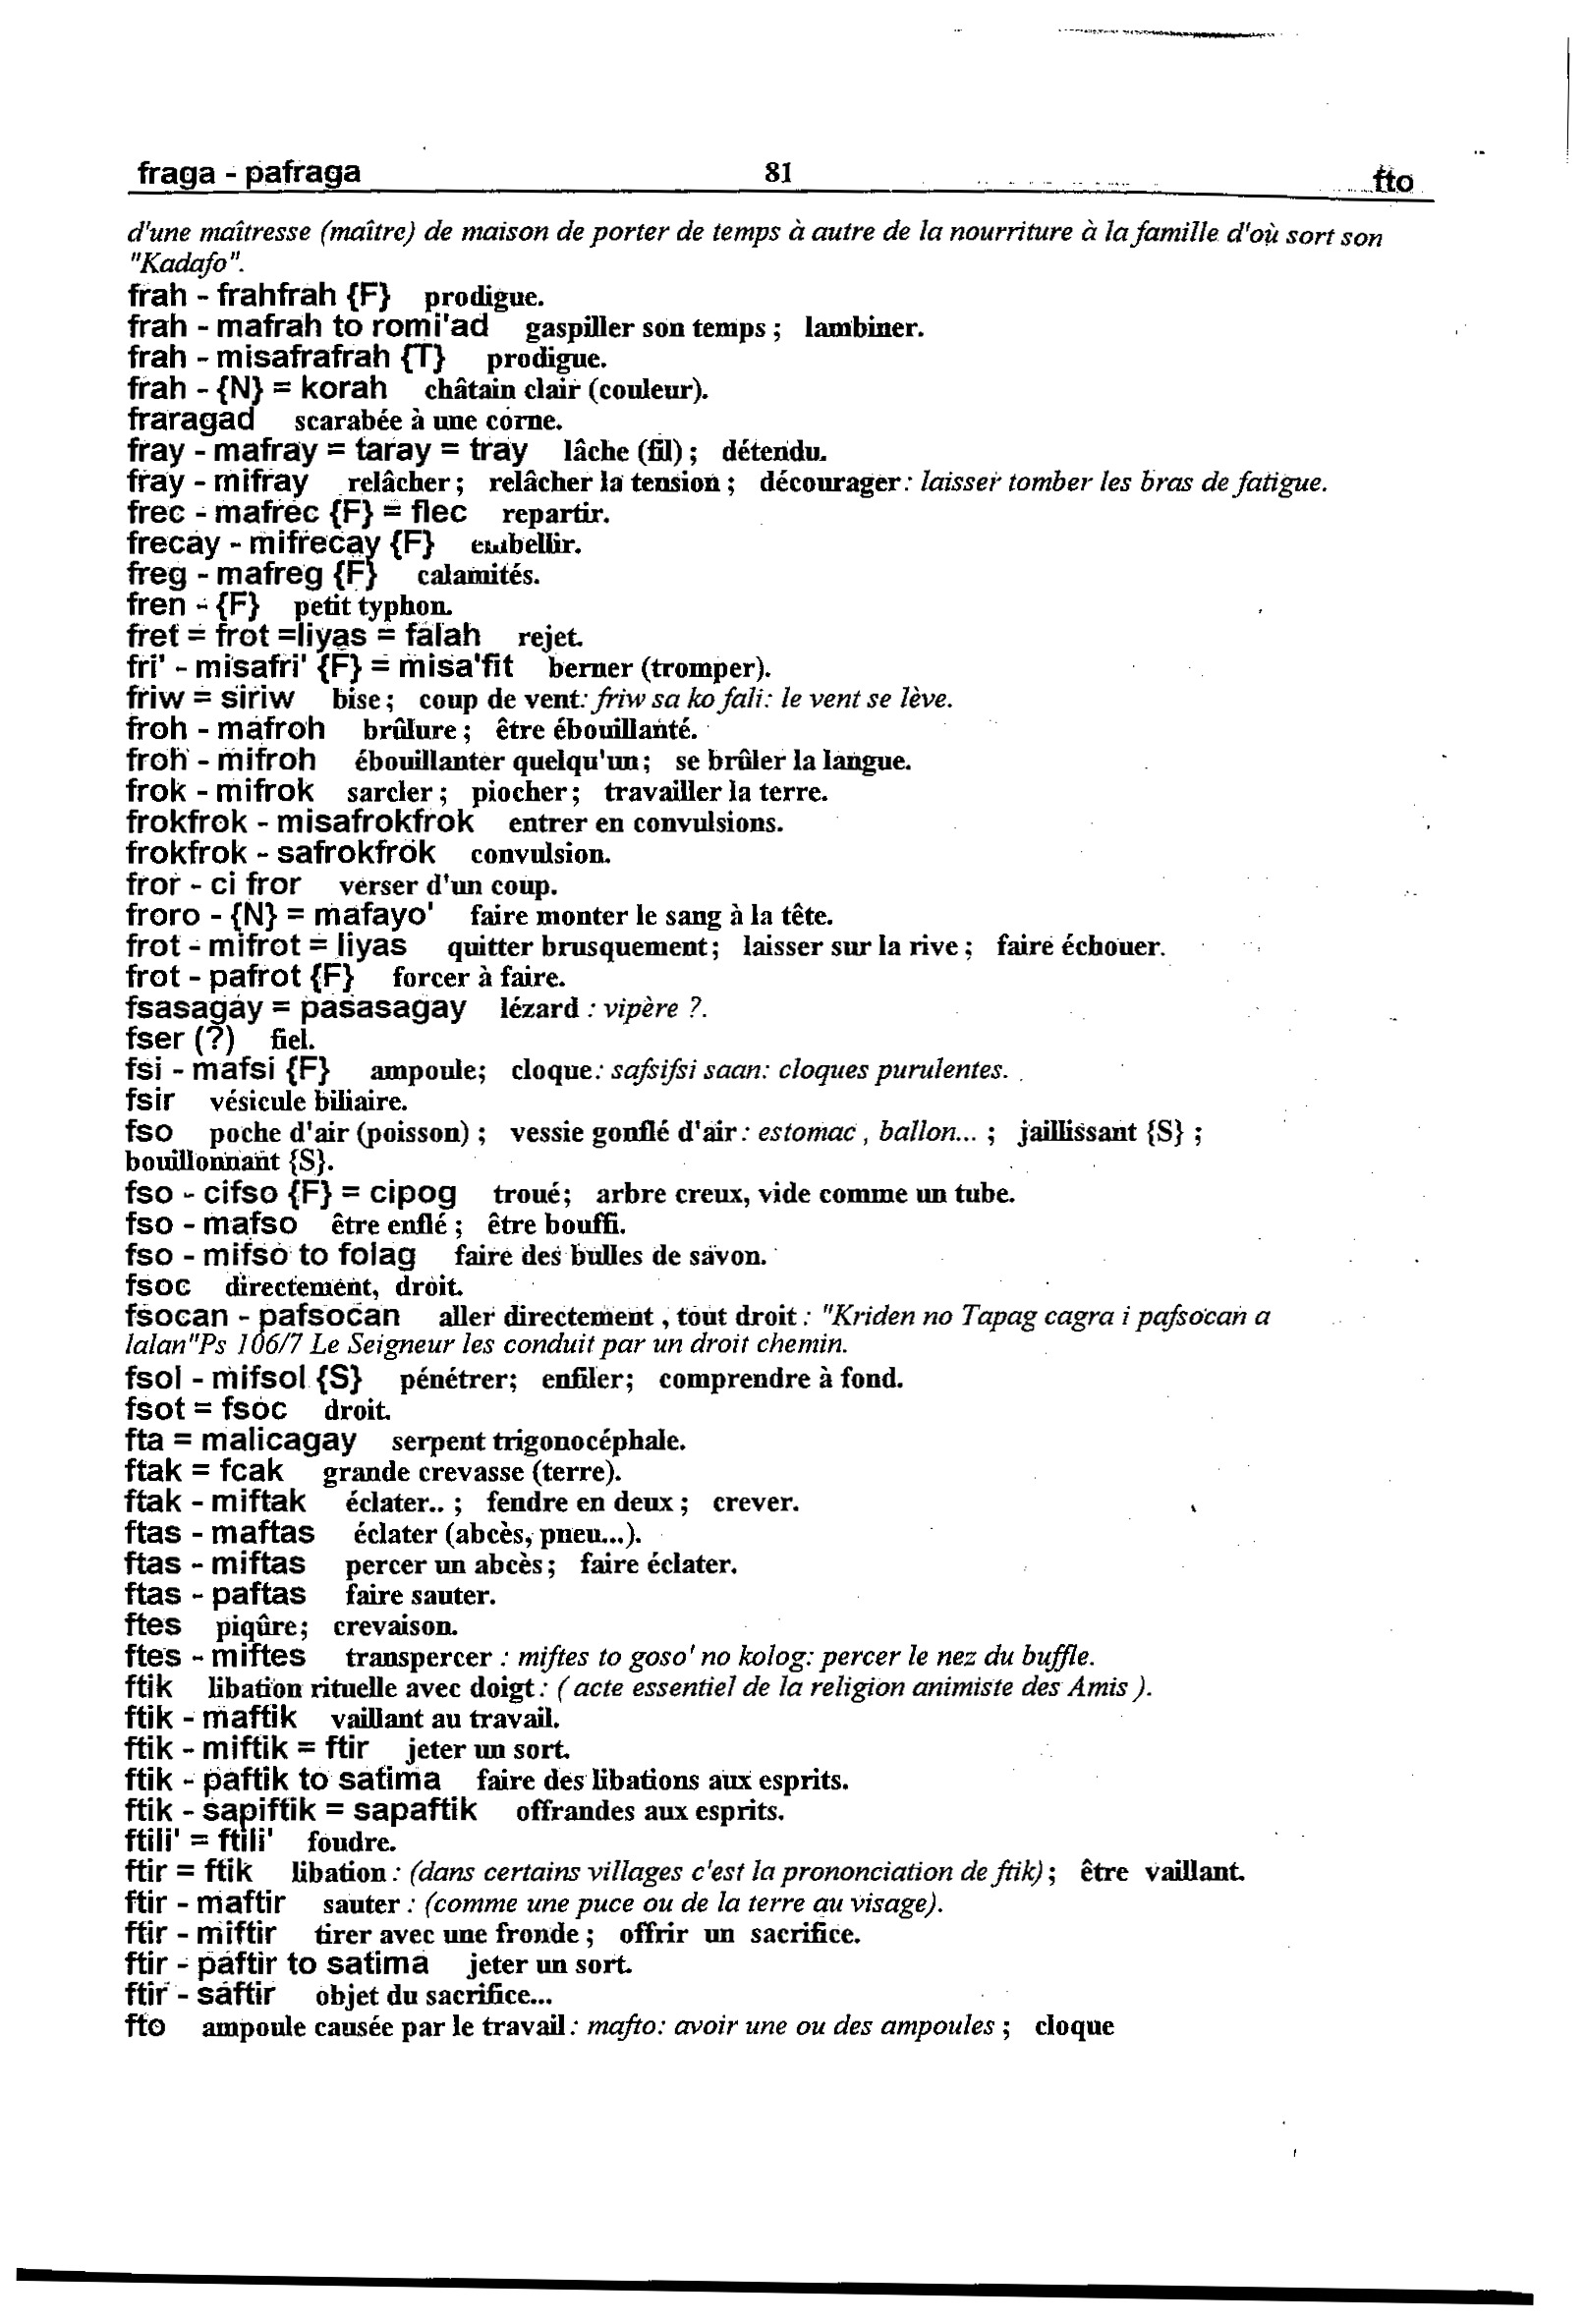 fraga - pafraga 81 fto
d'une maîtresse (maître) de maison de porter de temps à autre de la nourriture à la famille d'où sort son
"Kadafo".
frah - frahfrah {F} prodigue.
frah - mafrah to romi'ad gaspiller son temps ; lambiner.
frah - misafrafrah {T} prodigue.
frah - {N} = korah châtain clair (couleur).
fraragad scarabée à une corne.
fray - mafray = taray = tray lâche (fil) ; détendu.
fray - mifray relâcher ; relâcher la tension ; décourager : laisser tomber les bras de fatigue.
frec - mafrec {F} = flec repartir.
frecay - mifrecay {F} embellir.
freg - mafreg {F} calamités.
fren - {F} petit typhon.
fret = frot =liyas = falah rejet.
fri' - misafri' {F} = misa'fit berner (tromper).
friw = siriw bise ; coup de vent: friw sa ko fali: le vent se lève.
froh - mafroh brûlure ; être ébouillanté.
froh - mifroh ébouillanter quelqu'un ; se brûler la langue.
frok - mifrok sarcler ; piocher ; travailler la terre.
frokfrok - misafrokfrok entrer en convulsions.
frokfrok - safrokfrok convulsion.
fror - ci fror verser d'un coup.
froro - {N} = mafayo' faire monter le sang à la tête.
frot - mifrot = liyas quitter brusquement ; laisser sur la rive ; faire échouer.
frot - pafrot {F} forcer à faire.
fsasagay = pasasagay lézard : vipère ?.
fser (?) fiel.
fsi - mafsi {F} ampoule; cloque : safsifsi saan: cloques purulentes.
fsir vésicule biliaire.
fso poche d'air (poisson) ; vessie gonflé d'air : estomac , ballon... ; jaillissant {S} ;
bouillonnant {S}.
fso - cifso {F} = cipog troué; arbre creux, vide comme un tube.
fso - mafso être enflé ; être bouffi.
fso - mifso to folag faire des bulles de savon.
fsoc directement, droit.
fsocan - pafsocan aller directement , tout droit : "Kriden no Tapag cagra i pafsocan a
lalan"Ps 106/7 Le Seigneur les conduit par un droit chemin.
fsol - mifsol {S} pénétrer; enfiler; comprendre à fond.
fsot = fsoc droit.
fta = malicagay serpent trigonocéphale.
ftak = fcak grande crevasse (terre).
ftak - miftak éclater.. ; fendre en deux ; crever.
ftas - maftas éclater (abcès, pneu...).
ftas - miftas percer un abcès ; faire éclater.
ftas - paftas faire sauter.
ftes piqûre; crevaison.
ftes - miftes transpercer : miftes to goso' no kolog: percer le nez du buffle.
ftik libation rituelle avec doigt : ( acte essentiel de la religion animiste des Amis ).
ftik - maftik vaillant au travail.
ftik - miftik = ftir jeter un sort.
ftik - paftik to satima faire des libations aux esprits.
ftik - sapiftik = sapaftik offrandes aux esprits.
ftili' = ftili' foudre.
ftir = ftik libation : (dans certains villages c'est la prononciation de ftik) ; être vaillant.
ftir - maftir sauter : (comme une puce ou de la terre au visage).
ftir - miftir tirer avec une fronde ; offrir un sacrifice.
ftir - paftir to satima jeter un sort.
ftir - saftir objet du sacrifice...
fto ampoule causée par le travail : mafto: avoir une ou des ampoules ; cloque